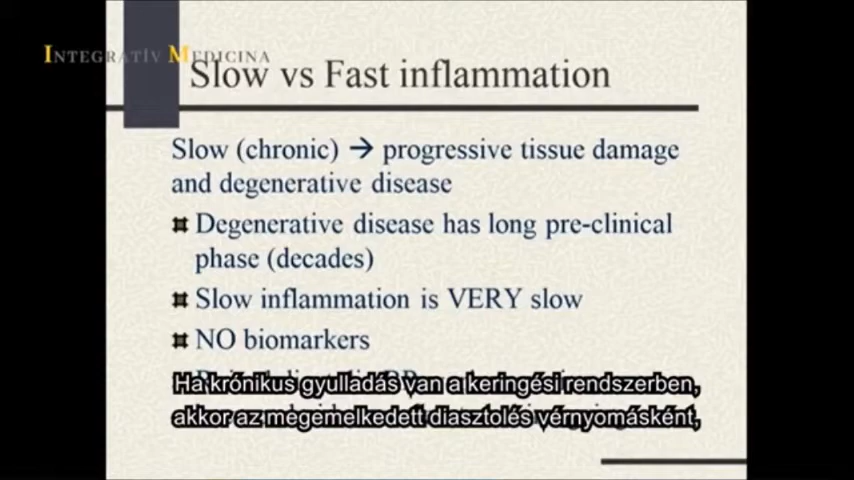 INTEGRATÍV MEDICINA
Slow vs Fast inflammation
Slow (chronic) → progressive tissue damage
and degenerative disease
Degenerative disease has long pre-clinical
phase (decades)
Slow inflammation is VERY slow
NO biomarkers
Ha krónikus gyulladás van a keringési rendszerben,
akkor az megemelkedett diasztolés vérnyomásként,